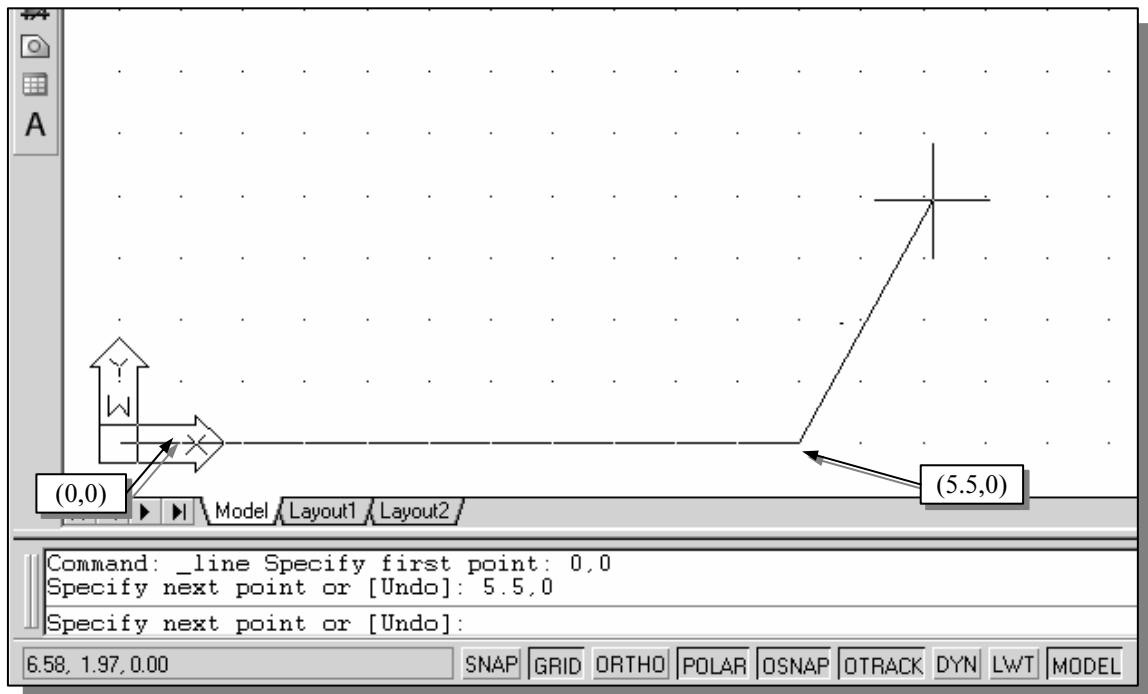 A
Y
W
X
(0,0)
(5.5,0)
Model Layout1 Layout2
Command: _line Specify first point: 0,0
Specify next point or [Undo]: 5.5,0
Specify next point or [Undo]:
6.58, 1.97, 0.00 SNAP GRID ORTHO POLAR OSNAP OTRACK DYN LWT MODEL